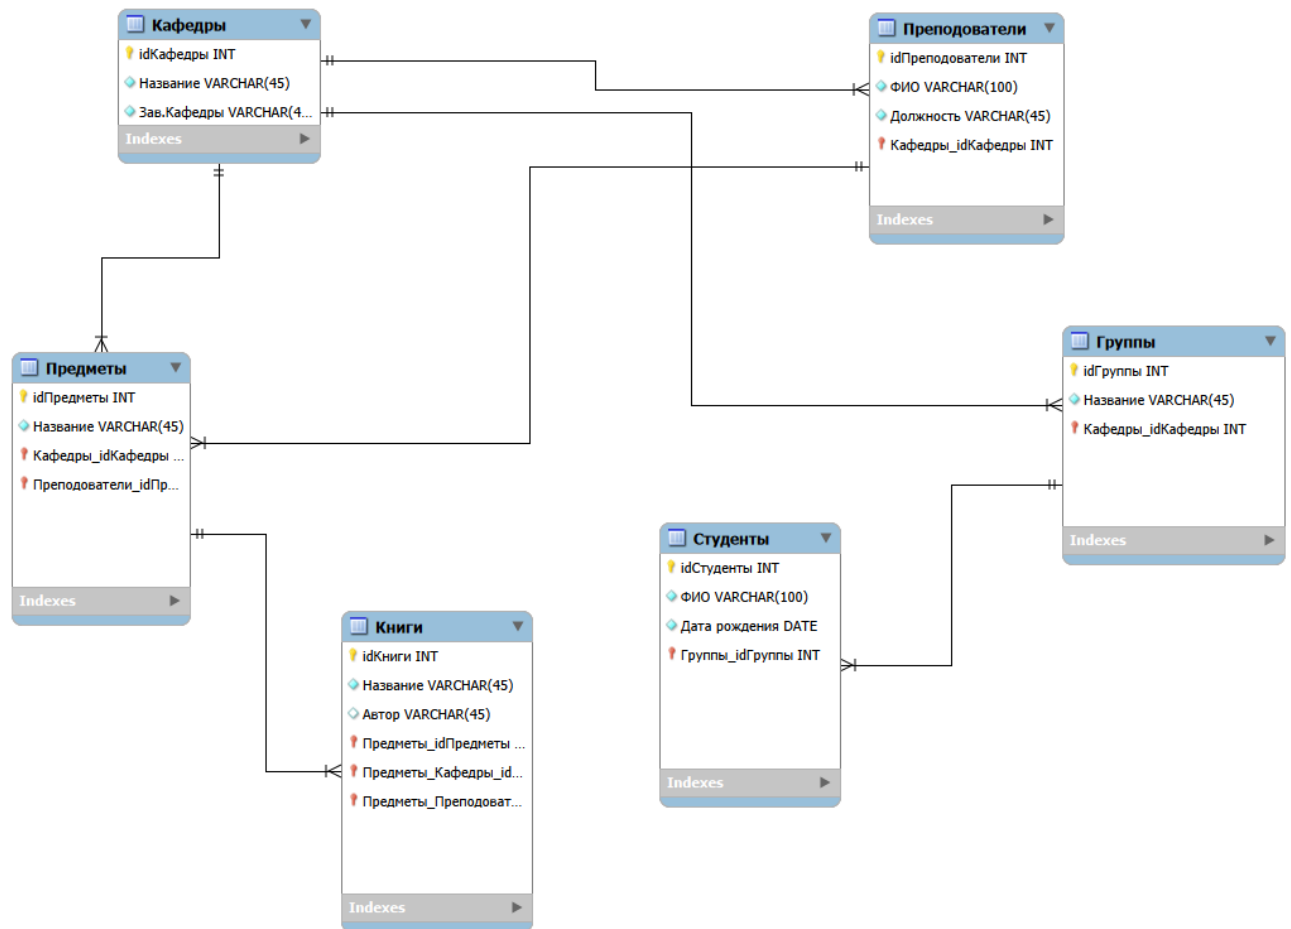 Кафедры
idКафедры INT
Название VARCHAR(45)
Зав.Кафедры VARCHAR(4...
Indexes
Преподователи
idПреподователи INT
ФИО VARCHAR(100)
Должность VARCHAR(45)
Кафедры_idКафедры INT
Indexes
Предметы
idПредметы INT
Название VARCHAR(45)
Кафедры_idКафедры ...
Преподователи_idПр...
Indexes
Группы
idГруппы INT
Название VARCHAR(45)
Кафедры_idКафедры INT
Indexes
Студенты
idСтуденты INT
ФИО VARCHAR(100)
Дата рождения DATE
Группы_idГруппы INT
Indexes
Книги
idКниги INT
Название VARCHAR(45)
Автор VARCHAR(45)
Предметы_idПредметы ...
Предметы_Кафедры_id...
Предметы_Преподоват...
Indexes